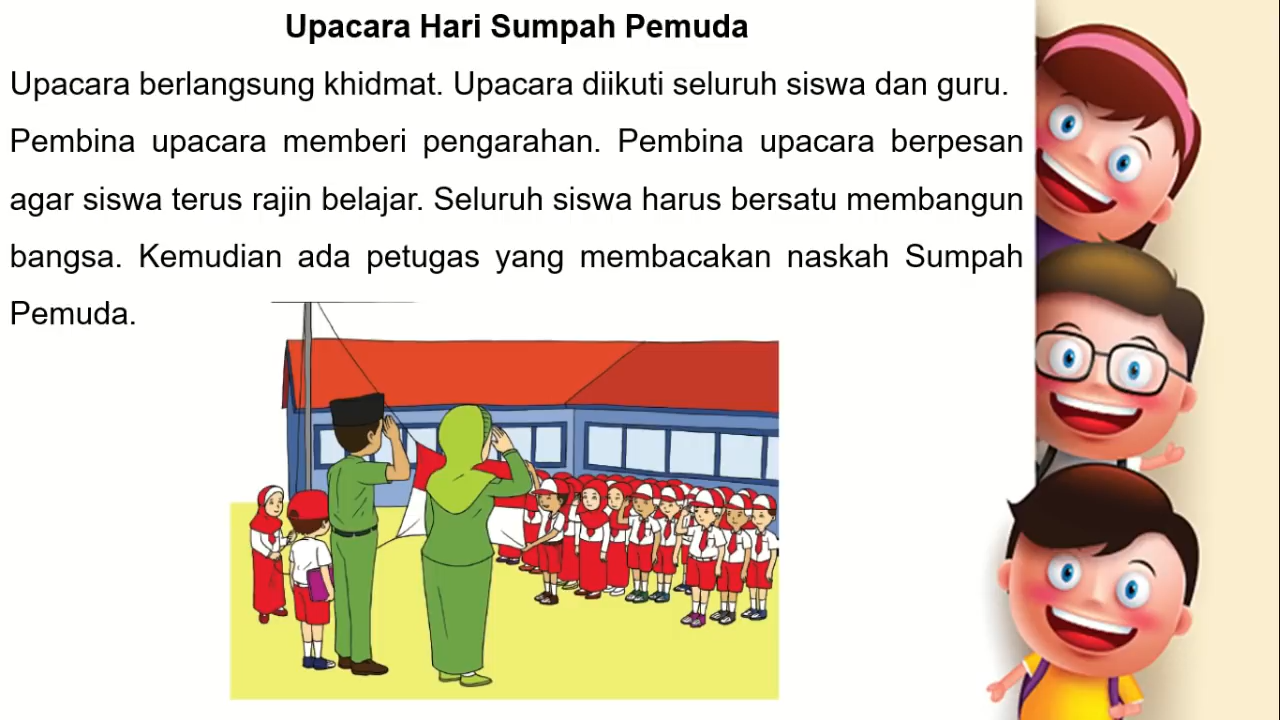 Upacara Hari Sumpah Pemuda
Upacara berlangsung khidmat. Upacara diikuti seluruh siswa dan guru.
Pembina upacara memberi pengarahan. Pembina upacara berpesan
agar siswa terus rajin belajar. Seluruh siswa harus bersatu membangun
bangsa. Kemudian ada petugas yang membacakan naskah Sumpah
Pemuda.